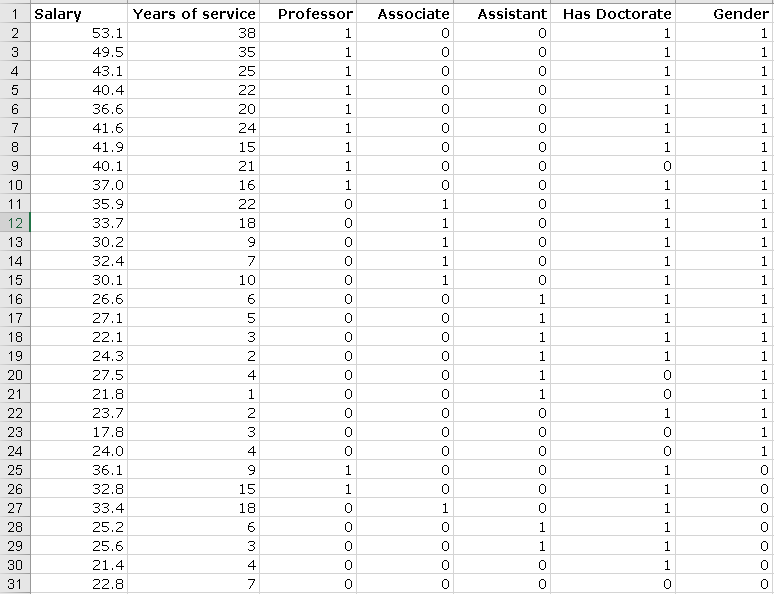 1 Salary Years of service Professor Associate Assistant Has Doctorate Gender
2 53.1 38 1 0 0 1 1
3 49.5 35 1 0 0 1 1
4 43.1 25 1 0 0 1 1
5 40.4 22 1 0 0 1 1
6 36.6 20 1 0 0 1 1
7 41.6 24 1 0 0 1 1
8 41.9 15 1 0 0 1 1
9 40.1 21 1 0 0 0 1
10 37.0 16 1 0 0 1 1
11 35.9 22 0 1 0 1 1
12 33.7 18 0 1 0 1 1
13 30.2 9 0 1 0 1 1
14 32.4 7 0 1 0 1 1
15 30.1 10 0 1 0 1 1
16 26.6 6 0 0 1 1 1
17 27.1 5 0 0 1 1 1
18 22.1 3 0 0 1 1 1
19 24.3 2 0 0 1 1 1
20 27.5 4 0 0 1 0 1
21 21.8 1 0 0 1 0 1
22 23.7 2 0 0 0 1 1
23 17.8 3 0 0 0 0 1
24 24.0 4 0 0 0 0 1
25 36.1 9 1 0 0 1 0
26 32.8 15 1 0 0 1 0
27 33.4 18 0 1 0 1 0
28 25.2 6 0 0 1 1 0
29 25.6 3 0 0 1 1 0
30 21.4 4 0 0 0 1 0
31 22.8 7 0 0 0 0 0